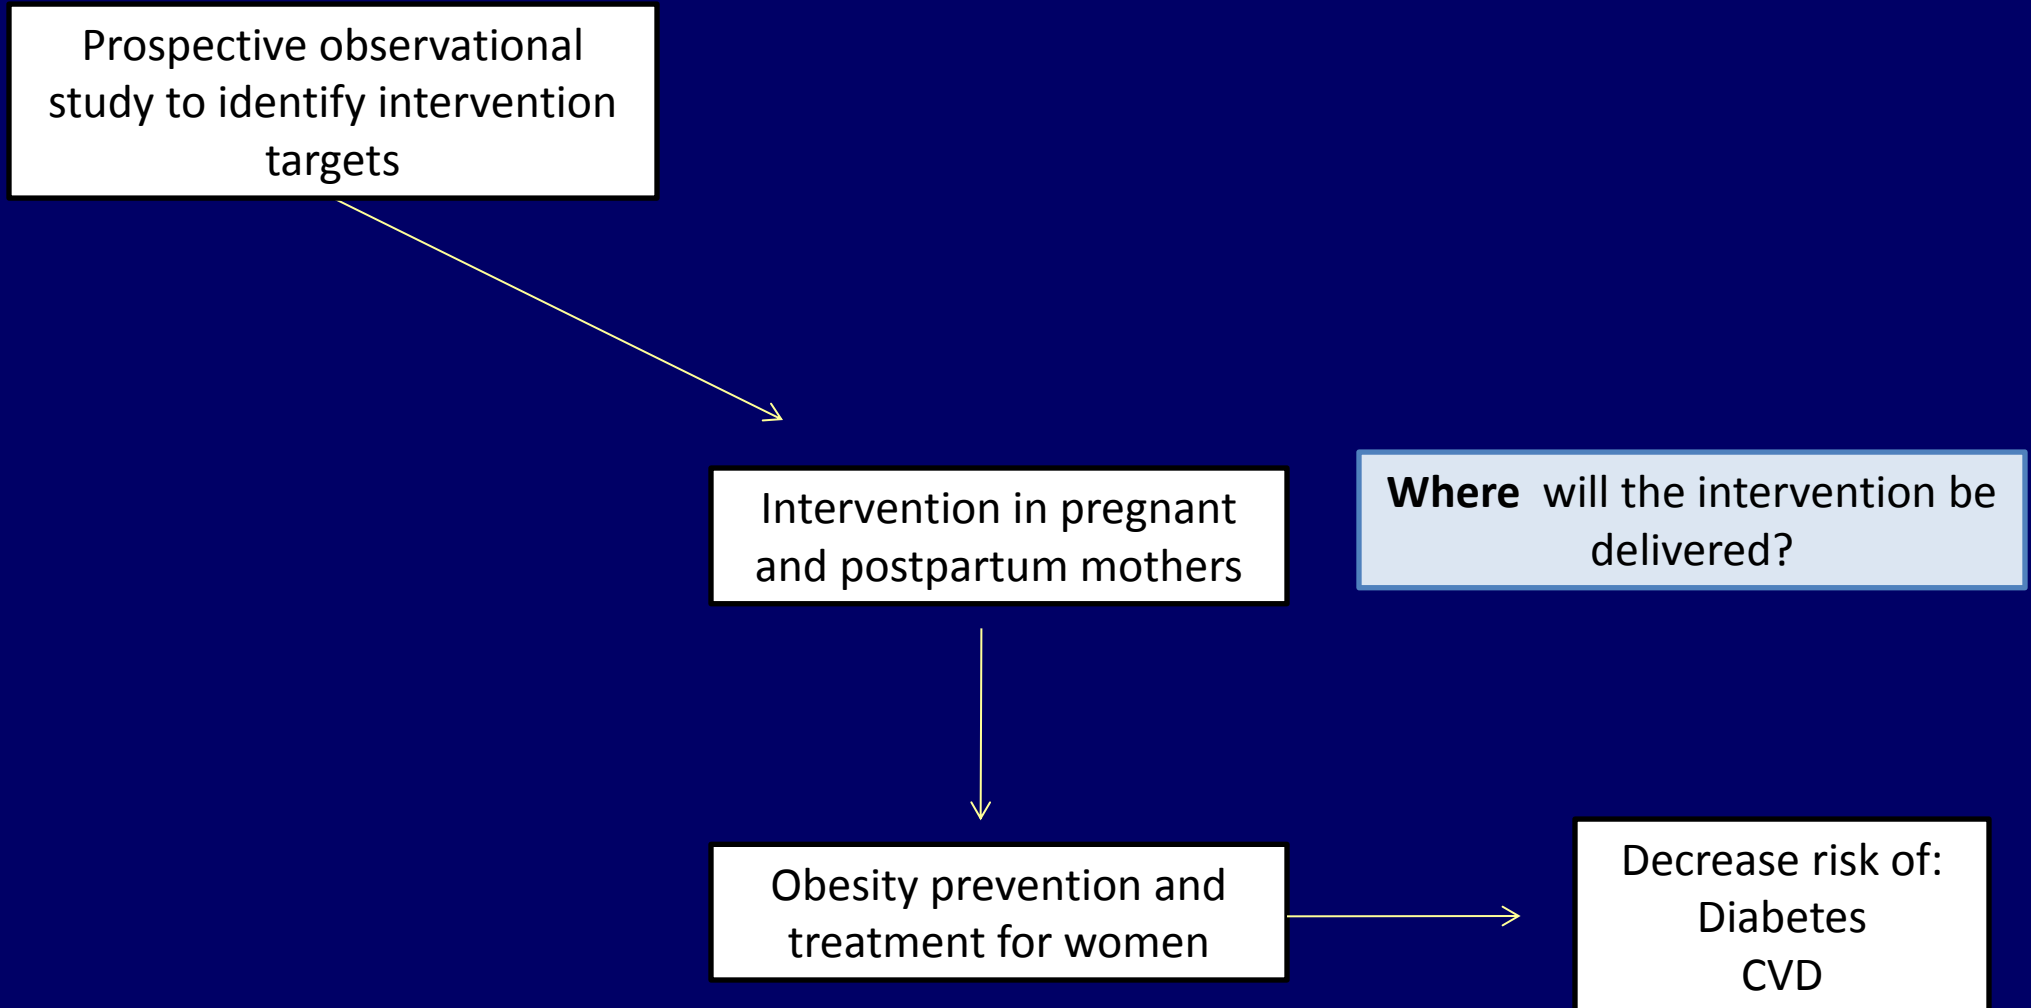 Prospective observational
study to identify intervention
targets
Intervention in pregnant
and postpartum mothers
Where will the intervention be
delivered?
Obesity prevention and
treatment for women
Decrease risk of:
Diabetes
CVD